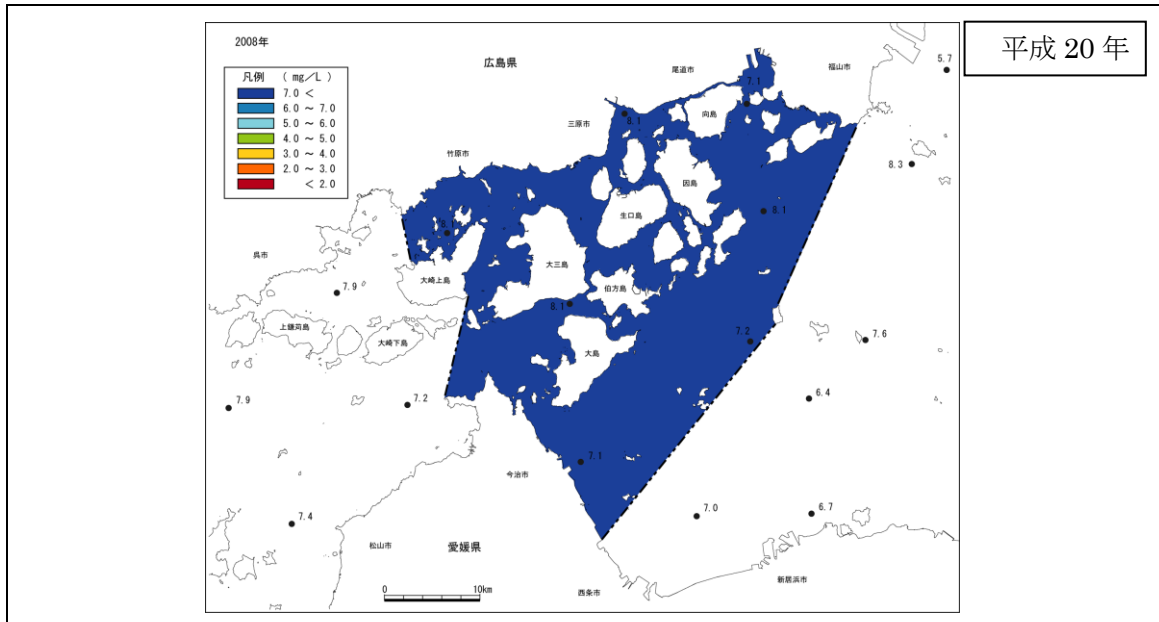 平成 20 年
2008年
凡例 ( mg/L )
7.0 <
6.0 ~ 7.0
5.0 ~ 6.0
4.0 ~ 5.0
3.0 ~ 4.0
2.0 ~ 3.0
< 2.0
広島県
尾道市
福山市
5.7
7.1
三原市
8.1
向島
竹原市
8.3
因島
生口島
8.1
呉市
大三島
大崎上島
伯方島
7.9
8.1
上鎌苅島
大崎下島
大島
7.2
7.6
6.4
7.9
7.2
7.1
今治市
7.4
7.0
6.7
松山市
愛媛県
新居浜市
0
10km
西条市